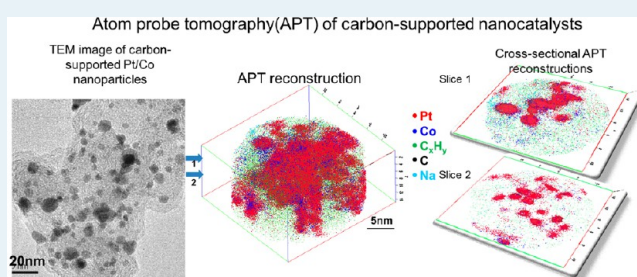 Atom probe tomography(APT) of carbon-supported nanocatalysts
TEM image of carbon-
supported Pt/Co
nanoparticles
APT reconstruction
Cross-sectional APT
reconstructions
Slice 1
Pt
Co
CxHy
C
Na
Slice 2
1
2
5nm
20nm